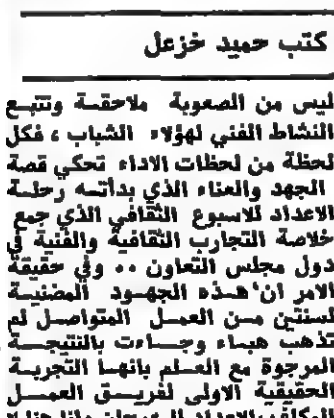 كتب حميد خزعل
ليس من الصعوبة ملاحقة وتتبع
النشاط الفني لهؤلاء الشباب ، فكل
لحظة من لحظات الاداء تحكي قصة
الجهد والعناء الذي بدأته رحلة
الاعداد للاسبوع الثقافي الذي جمع
خلاصة التجارب الثقافية والفنية في
دول مجلس التعاون .. وفي حقيقة
الامر ان هذه الجهود المضنية
لسنتين من العمل المتواصل لم
تذهب هباء وجاءت بالنتيجة
المرجوة مع العلم بانها التجربة
الحقيقية الاولى لفريق العمل